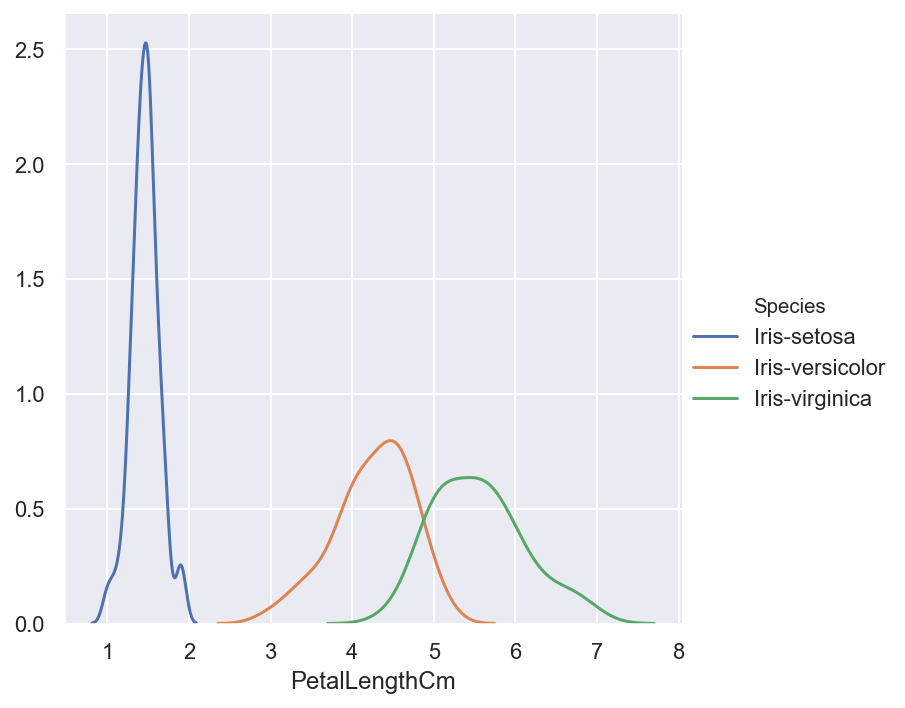 2.5
2.0
1.5
1.0
0.5
0.0
1 2 3 4 5 6 7 8
PetalLengthCm
Species
Iris-setosa
Iris-versicolor
Iris-virginica